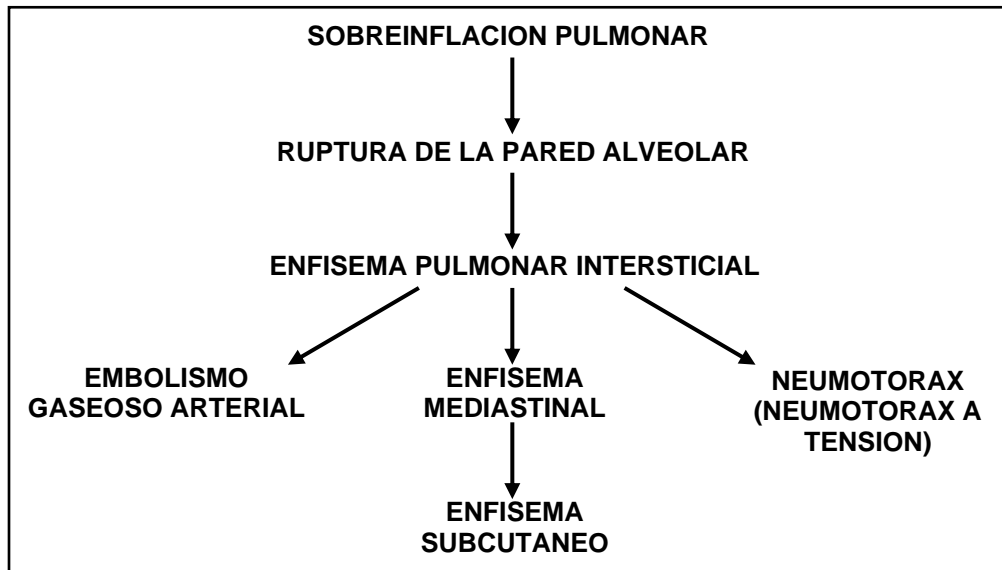 SOBREINFLACION PULMONAR
RUPTURA DE LA PARED ALVEOLAR
ENFISEMA PULMONAR INTERSTICIAL
EMBOLISMO
GASEOSO ARTERIAL
ENFISEMA
MEDIASTINAL
NEUMOTORAX
(NEUMOTORAX A
TENSION)
ENFISEMA
SUBCUTANEO